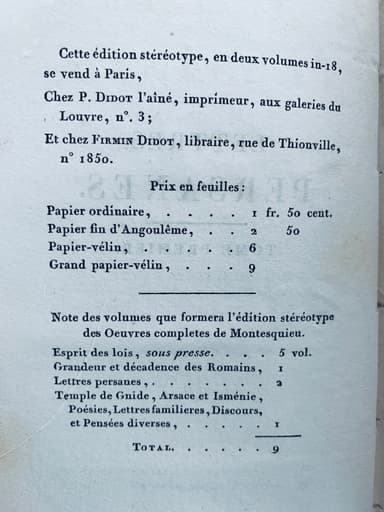 Cette édition stéréotype, en deux volumes in-18,
se vend à Paris,
Chez P. DIDOT l'aîné, imprimeur, aux galeries du
Louvre, n° 3;
Et chez FIRMIN DIDOT, libraire, rue de Thionville,
n° 1850.
Prix en feuilles:
Papier ordinaire, . . . . 1 fr. 50 cent.
Papier fin d'Angoulême, . . 2 50
Papier-vélin, . . . . . 6
Grand papier-vélin, . . . . 9
Note des volumes que formera l'édition stéréotype
des Oeuvres completes de Montesquieu.
Esprit des lois, sous presse. . . . 5 vol.
Grandeur et décadence des Romains, . 1
Lettres persanes, . . . . . . . 2
Temple de Gnide, Arsace et Isménie,
Poésies, Lettres familieres, Discours,
et Pensées diverses, . . . . . 1
TOTAL. . . . . . 9